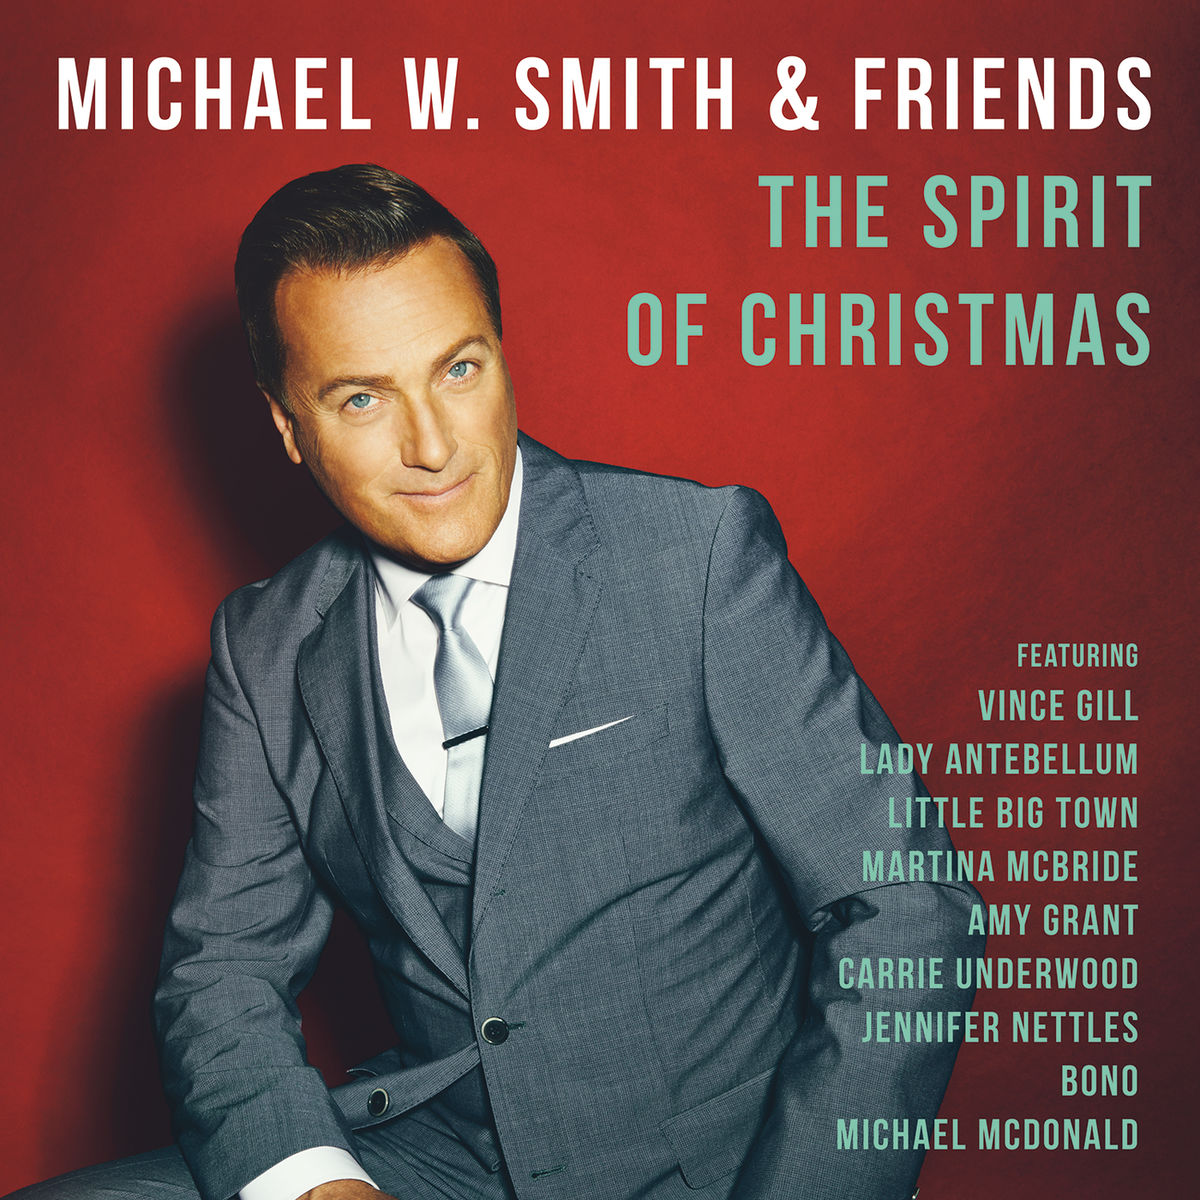 MICHAEL W. SMITH & FRIENDS
THE SPIRIT
OF CHRISTMAS
FEATURING
VINCE GILL
LADY ANTEBELLUM
LITTLE BIG TOWN
MARTINA MCBRIDE
AMY GRANT
CARRIE UNDERWOOD
JENNIFER NETTLES
BONO
MICHAEL MCDONALD